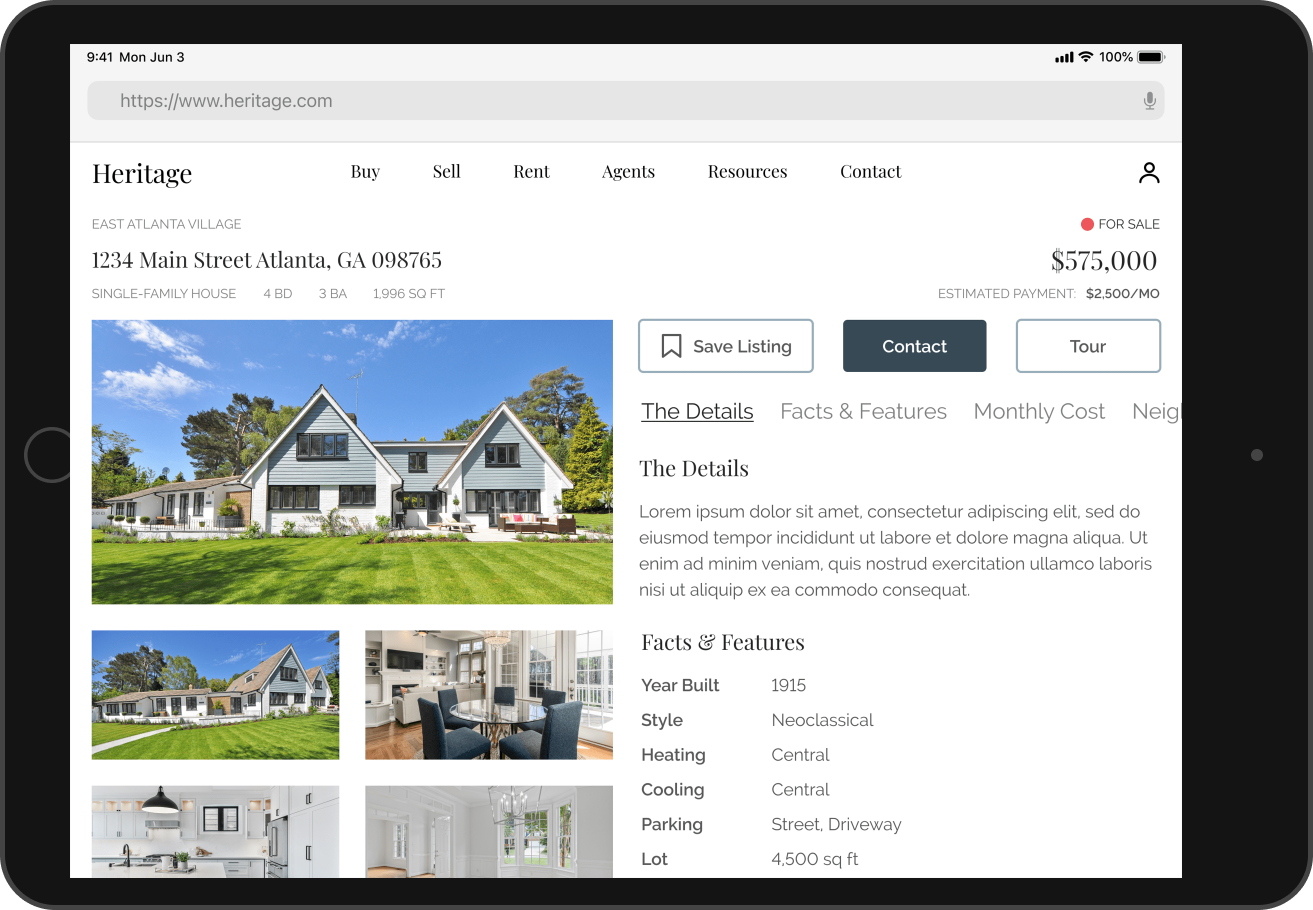 9:41 Mon Jun 3
100%
https://www.heritage.com
Heritage
Buy Sell Rent Agents Resources Contact
EAST ATLANTA VILLAGE
FOR SALE
1234 Main Street Atlanta, GA 098765
$575,000
SINGLE-FAMILY HOUSE 4 BD 3 BA 1,996 SQ FT
ESTIMATED PAYMENT: $2,500/MO
Save Listing
Contact
Tour
The Details Facts & Features Monthly Cost Neigl
The Details
Lorem ipsum dolor sit amet, consectetur adipiscing elit, sed do
eiusmod tempor incididunt ut labore et dolore magna aliqua. Ut
enim ad minim veniam, quis nostrud exercitation ullamco laboris
nisi ut aliquip ex ea commodo consequat.
Facts & Features
Year Built 1915
Style Neoclassical
Heating Central
Cooling Central
Parking Street, Driveway
Lot 4,500 sq ft